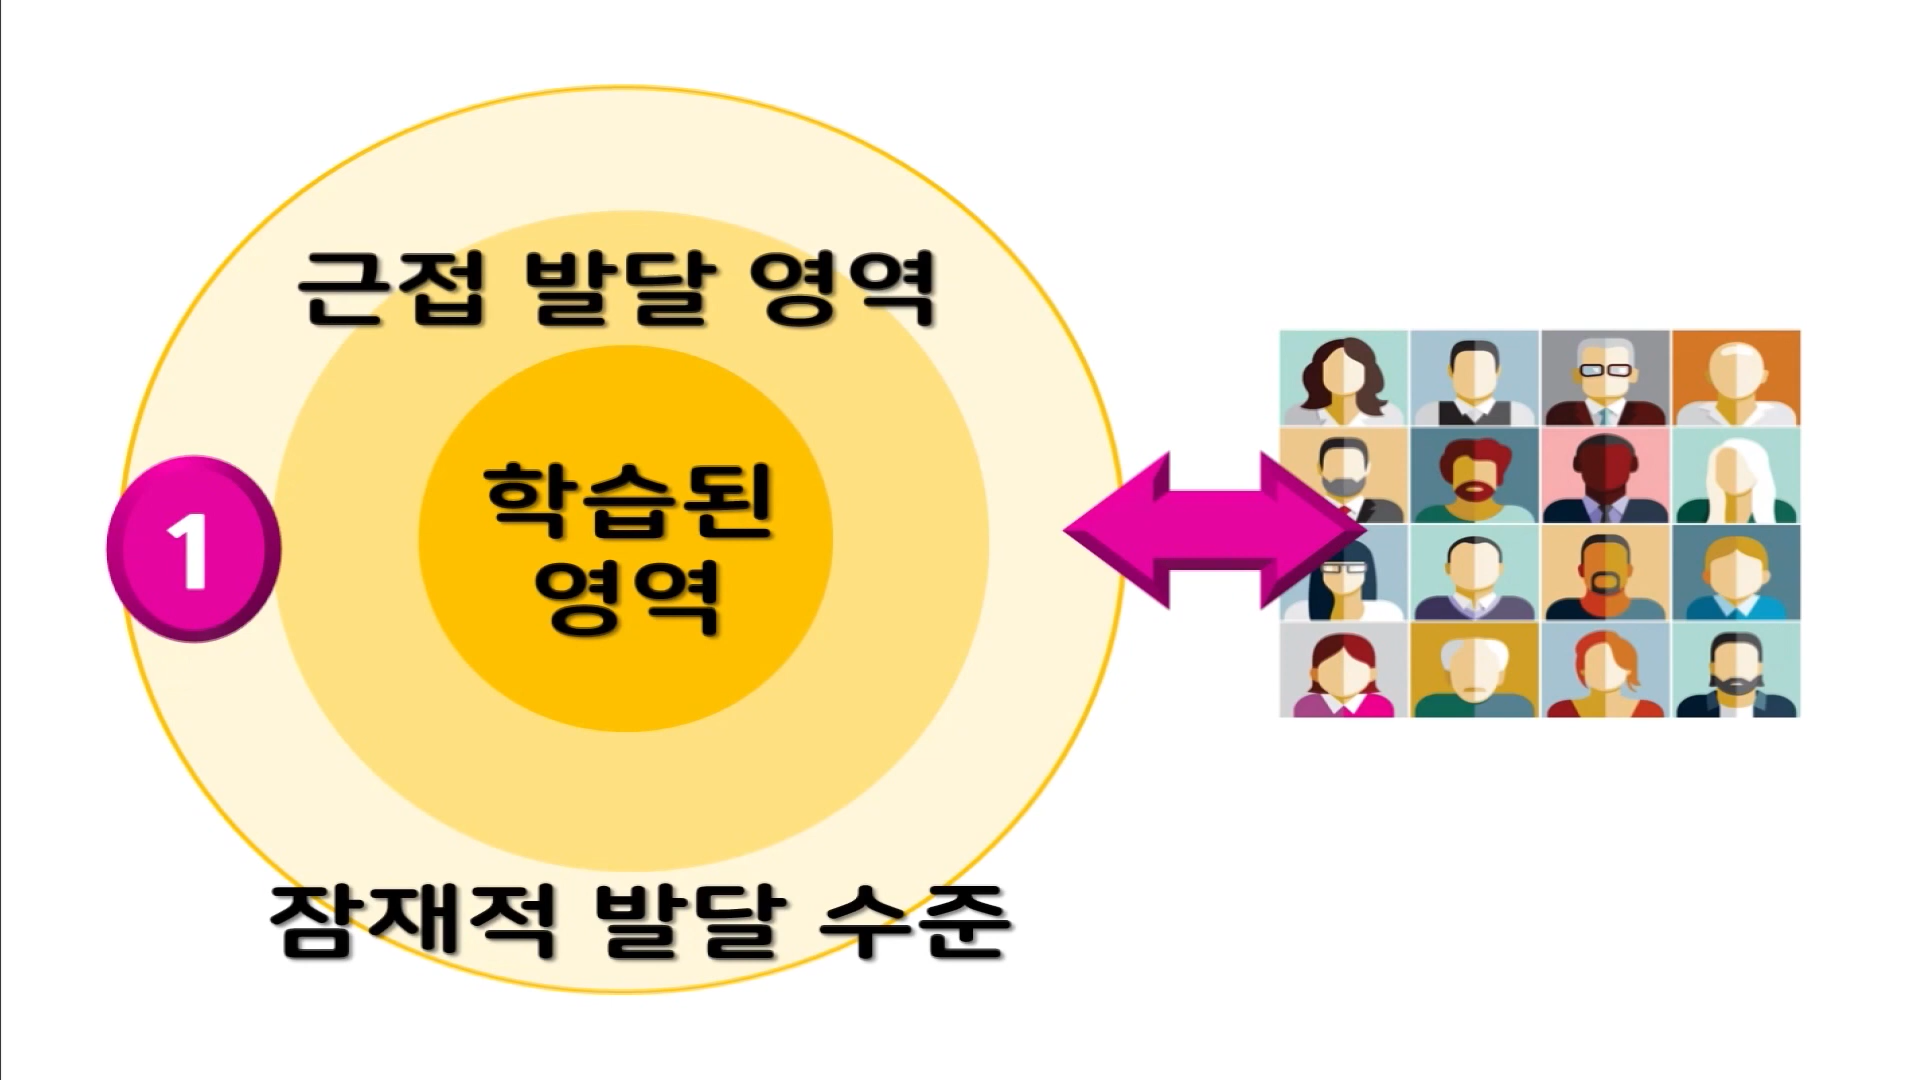 근접 발달 영역
학습된
영역
1
잠재적 발달 수준